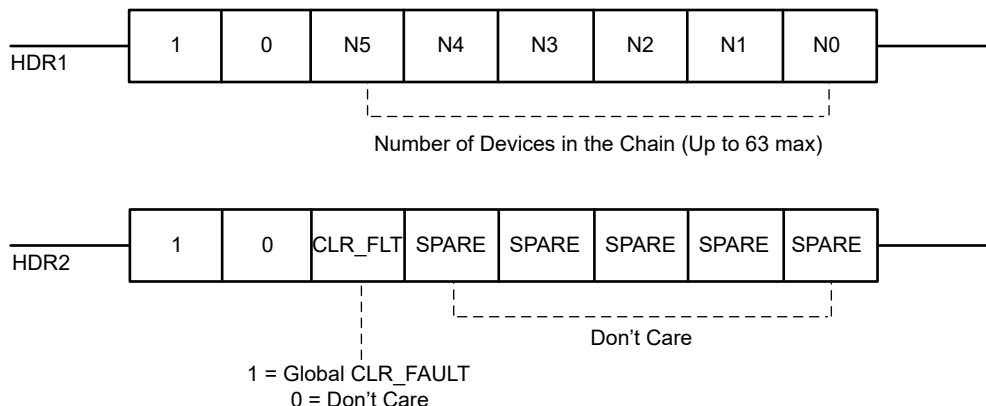 1 0 N5 N4 N3 N2 N1 N0
HDR1
Number of Devices in the Chain (Up to 63 max)
1 0 CLR_FLT SPARE SPARE SPARE SPARE SPARE
HDR2
Don’t Care
1 = Global CLR_FAULT
0 = Don’t Care